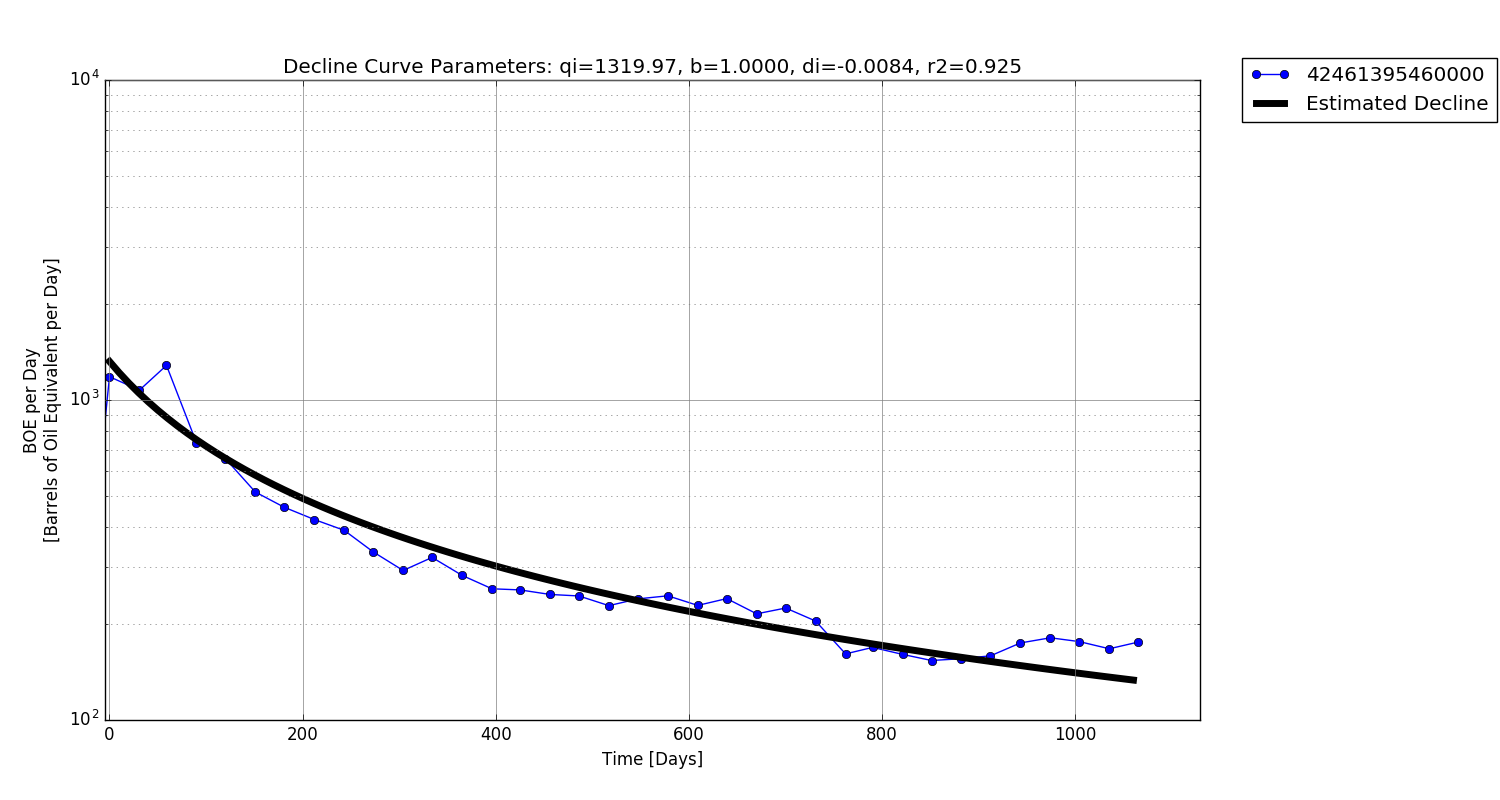 Decline Curve Parameters: qi=1319.97, b=1.0000, di=-0.0084, r2=0.925
42461395460000
Estimated Decline
BOE per Day
[Barrels of Oil Equivalent per Day]
10^4
10^3
10^2
0 200 400 600 800 1000
Time [Days]